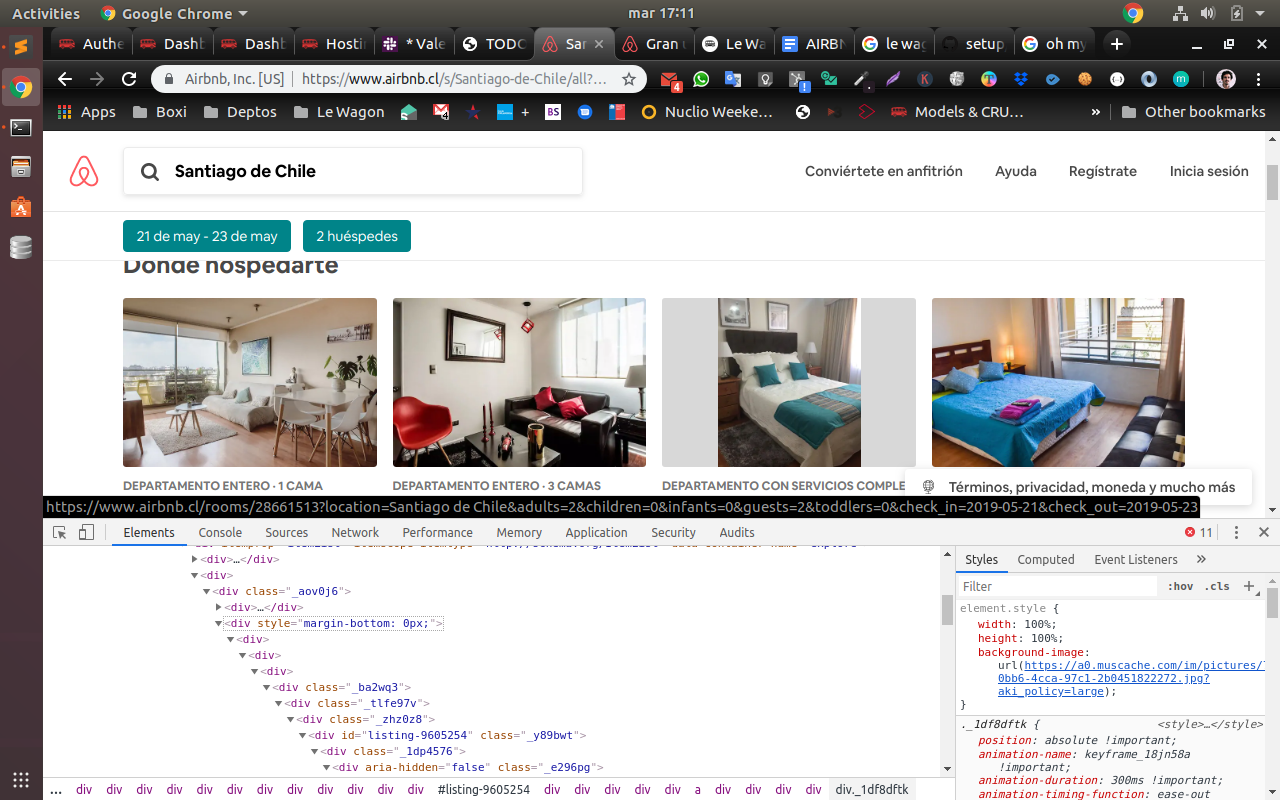 Activities Google Chrome mar 17:11
Authe Dashb Dashb Hostin * Vale TODO San Gran u Le Wa AIRBN le wag setup oh my
Airbnb, Inc. [US] https://www.airbnb.cl/s/Santiago-de-Chile/all?... 4
Apps Boxi Deptos Le Wagon 4 + BS Nuclio Weeke... Models & CRU... » Other bookmarks
Santiago de Chile Conviértete en anfitrión Ayuda Regístrate Inicia sesión
21 de may - 23 de may 2 huéspedes
Dónde hospedarte
DEPARTAMENTO ENTERO · 1 CAMA DEPARTAMENTO ENTERO · 3 CAMAS DEPARTAMENTO CON SERVICIOS COMPLE
Términos, privacidad, moneda y mucho más
https://www.airbnb.cl/rooms/28661513?location=Santiago de Chile&adults=2&children=0&infants=0&guests=2&toddlers=0&check_in=2019-05-21&check_out=2019-05-23
Elements Console Sources Network Performance Memory Application Security Audits 11
<div>…</div>
<div>
<div class="_aov0j6">
<div>…</div>
<div style="margin-bottom: 0px;">
<div>
<div>
<div>
<div class="_ba2wq3">
<div class="_tlfe97v">
<div class="_zhz0z8">
<div id="listing-9605254" class="_y89bwt">
<div class="_1dp4576">
<div aria-hidden="false" class="_e296pg">
... div div div div div div div div div div div div #listing-9605254 div div div div div a div div div div div._1df8dftk
Styles Computed Event Listeners »
Filter :hov .cls +
element.style {
width: 100%;
height: 100%;
background-image:
url(https://a0.muscache.com/im/pictures/
0bb6-4cca-97c1-2b0451822272.jpg?
aki_policy=large);
}
._1df8dftk { <style>…</style>
position: absolute !important;
animation-name: keyframe_18jn58a
!important;
animation-duration: 300ms !important;
animation-timing-function: ease-out